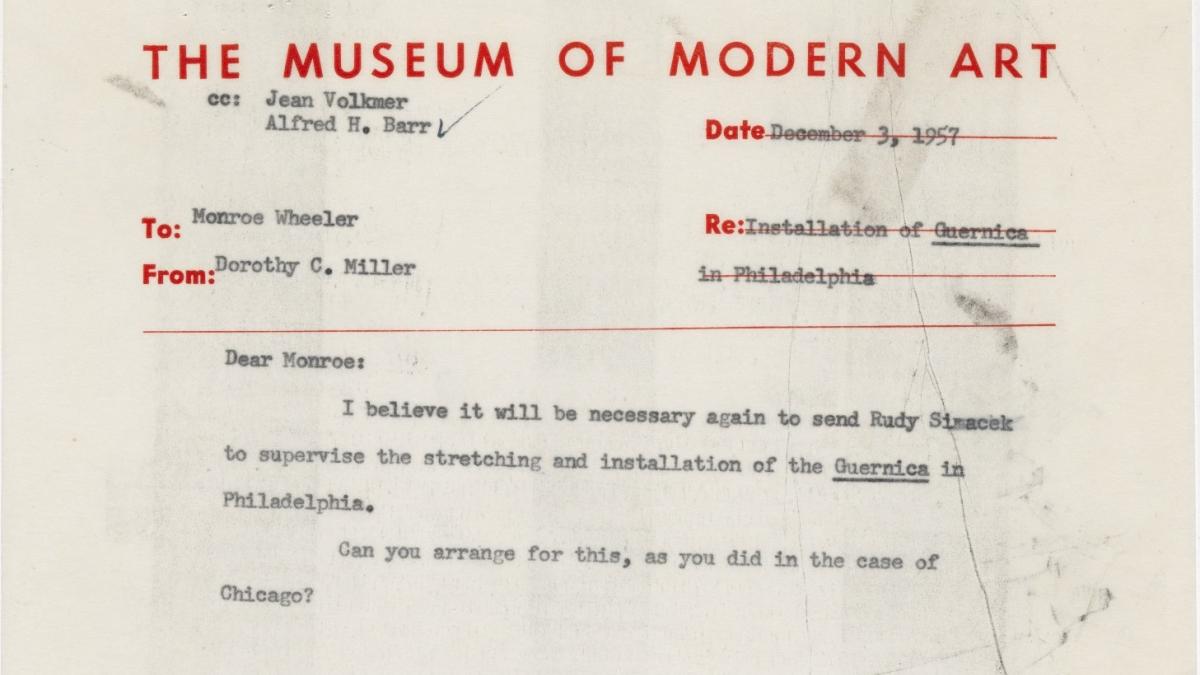 THE MUSEUM OF MODERN ART
cc: Jean Volkmer
Alfred H. Barr
Date December 3, 1957
To: Monroe Wheeler
Re: Installation of Guernica
From: Dorothy C. Miller
in Philadelphia
Dear Monroe:
I believe it will be necessary again to send Rudy Simacek
to supervise the stretching and installation of the Guernica in
Philadelphia.
Can you arrange for this, as you did in the case of
Chicago?